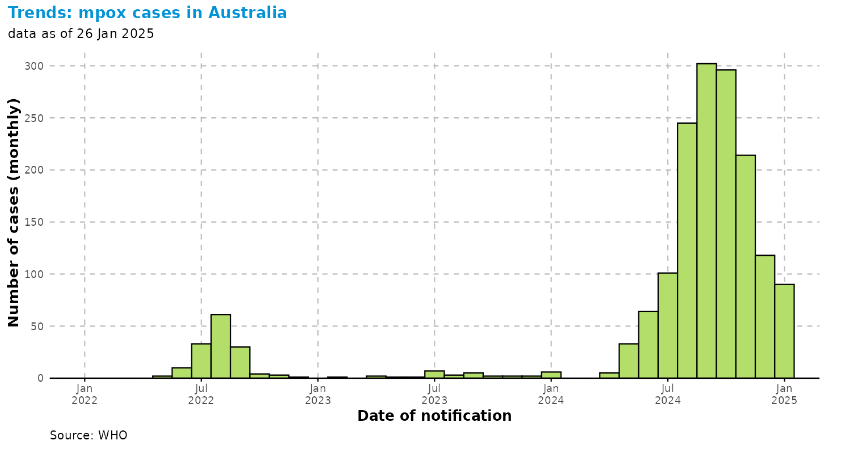 Trends: mpox cases in Australia
data as of 26 Jan 2025
Number of cases (monthly)
300
250
200
150
100
50
0
Jan 2022
Jul 2022
Jan 2023
Jul 2023
Jan 2024
Jul 2024
Jan 2025
Date of notification
Source: WHO